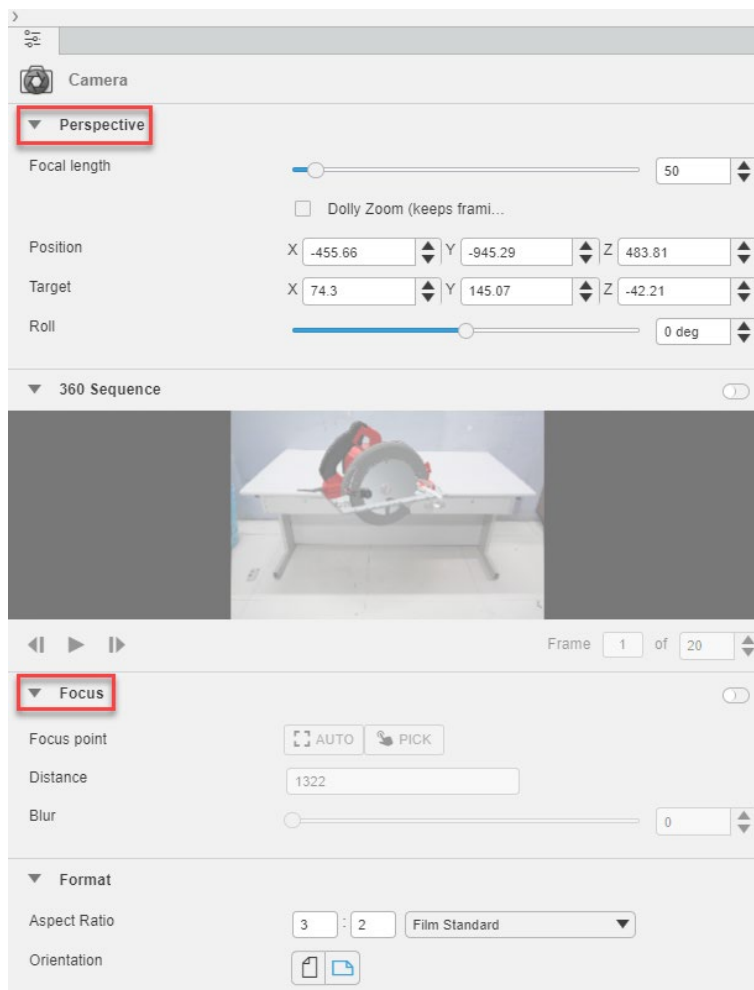 Camera
Perspective
Focal length 50
Dolly Zoom (keeps frami...
Position X -455.66 Y -945.29 Z 483.81
Target X 74.3 Y 145.07 Z -42.21
Roll 0 deg
360 Sequence
Frame 1 of 20
Focus
Focus point AUTO PICK
Distance 1322
Blur 0
Format
Aspect Ratio 3 : 2 Film Standard
Orientation